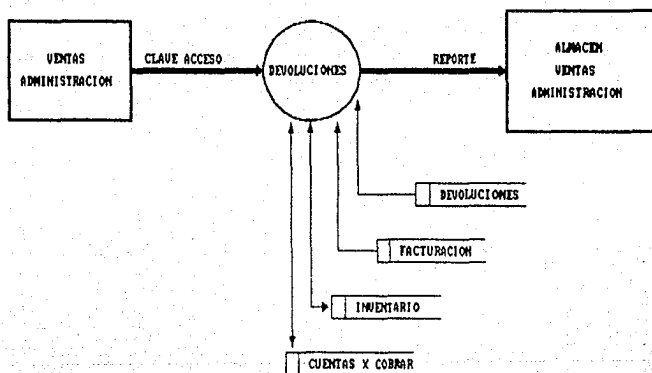 VENTAS
ADMINISTRACION
CLAVE ACCESO
DEVOLUCIONES
REPORTE
ALMACEN
VENTAS
ADMINISTRACION
DEVOLUCIONES
FACTURACION
INVENTARIO
CUENTAS X COBRAR